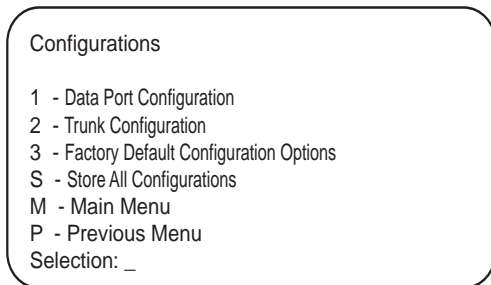 Configurations
1 - Data Port Configuration
2 - Trunk Configuration
3 - Factory Default Configuration Options
S - Store All Configurations
M - Main Menu
P - Previous Menu
Selection: _